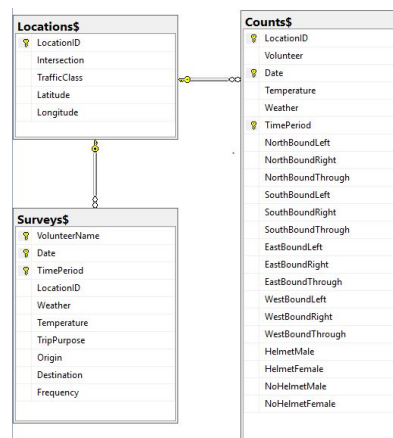 Locations$
LocationID
Intersection
TrafficClass
Latitude
Longitude
Surveys$
VolunteerName
Date
TimePeriod
LocationID
Weather
Temperature
TripPurpose
Origin
Destination
Frequency
Counts$
LocationID
Volunteer
Date
Temperature
Weather
TimePeriod
NorthBoundLeft
NorthBoundRight
NorthBoundThrough
SouthBoundLeft
SouthBoundRight
SouthBoundThrough
EastBoundLeft
EastBoundRight
EastBoundThrough
WestBoundLeft
WestBoundRight
WestBoundThrough
HelmetMale
HelmetFemale
NoHelmetMale
NoHelmetFemale